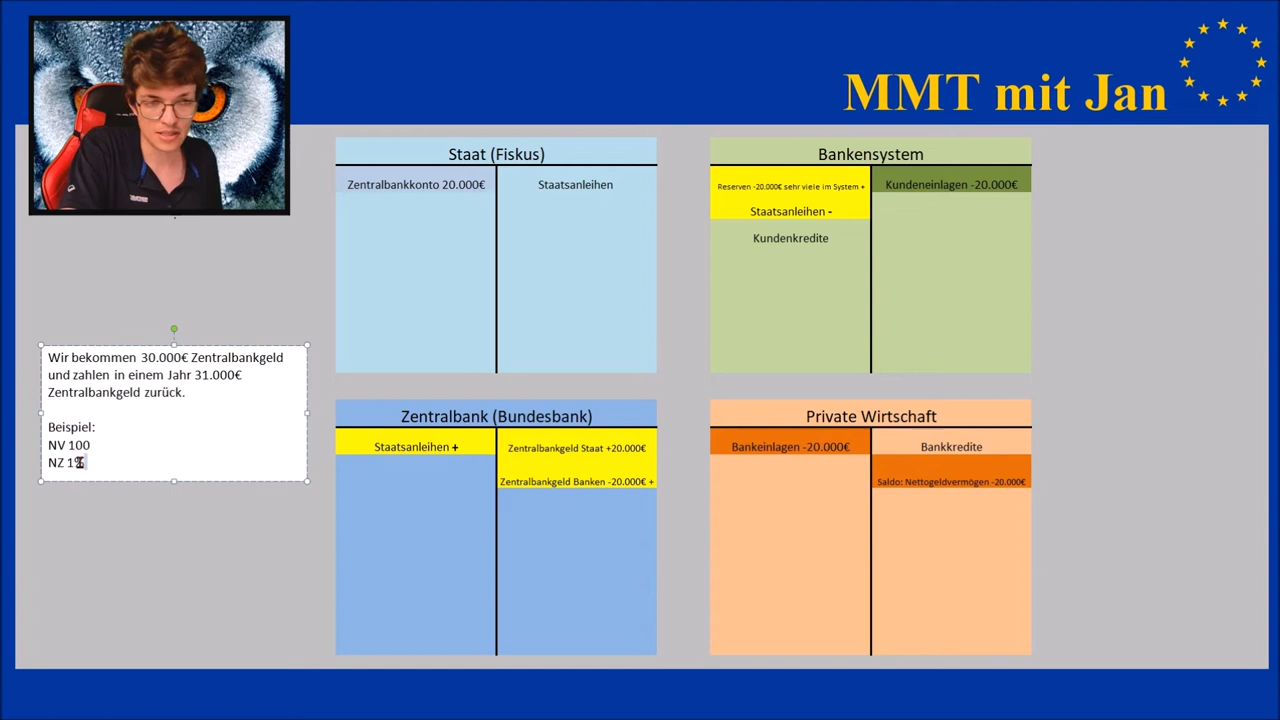 MMT mit Jan
Staat (Fiskus)
Zentralbankkonto 20.000€
Staatsanleihen
Bankensystem
Reserven -20.000€ sehr viele im System +
Staatsanleihen -
Kundenkredite
Kundeneinlagen -20.000€
Wir bekommen 30.000€ Zentralbankgeld
und zahlen in einem Jahr 31.000€
Zentralbankgeld zurück.
Beispiel:
NV 100
NZ 1%
Zentralbank (Bundesbank)
Staatsanleihen +
Zentralbankgeld Staat +20.000€
Zentralbankgeld Banken -20.000€ +
Private Wirtschaft
Bankeinlagen -20.000€
Bankkredite
Saldo: Nettogeldvermögen -20.000€